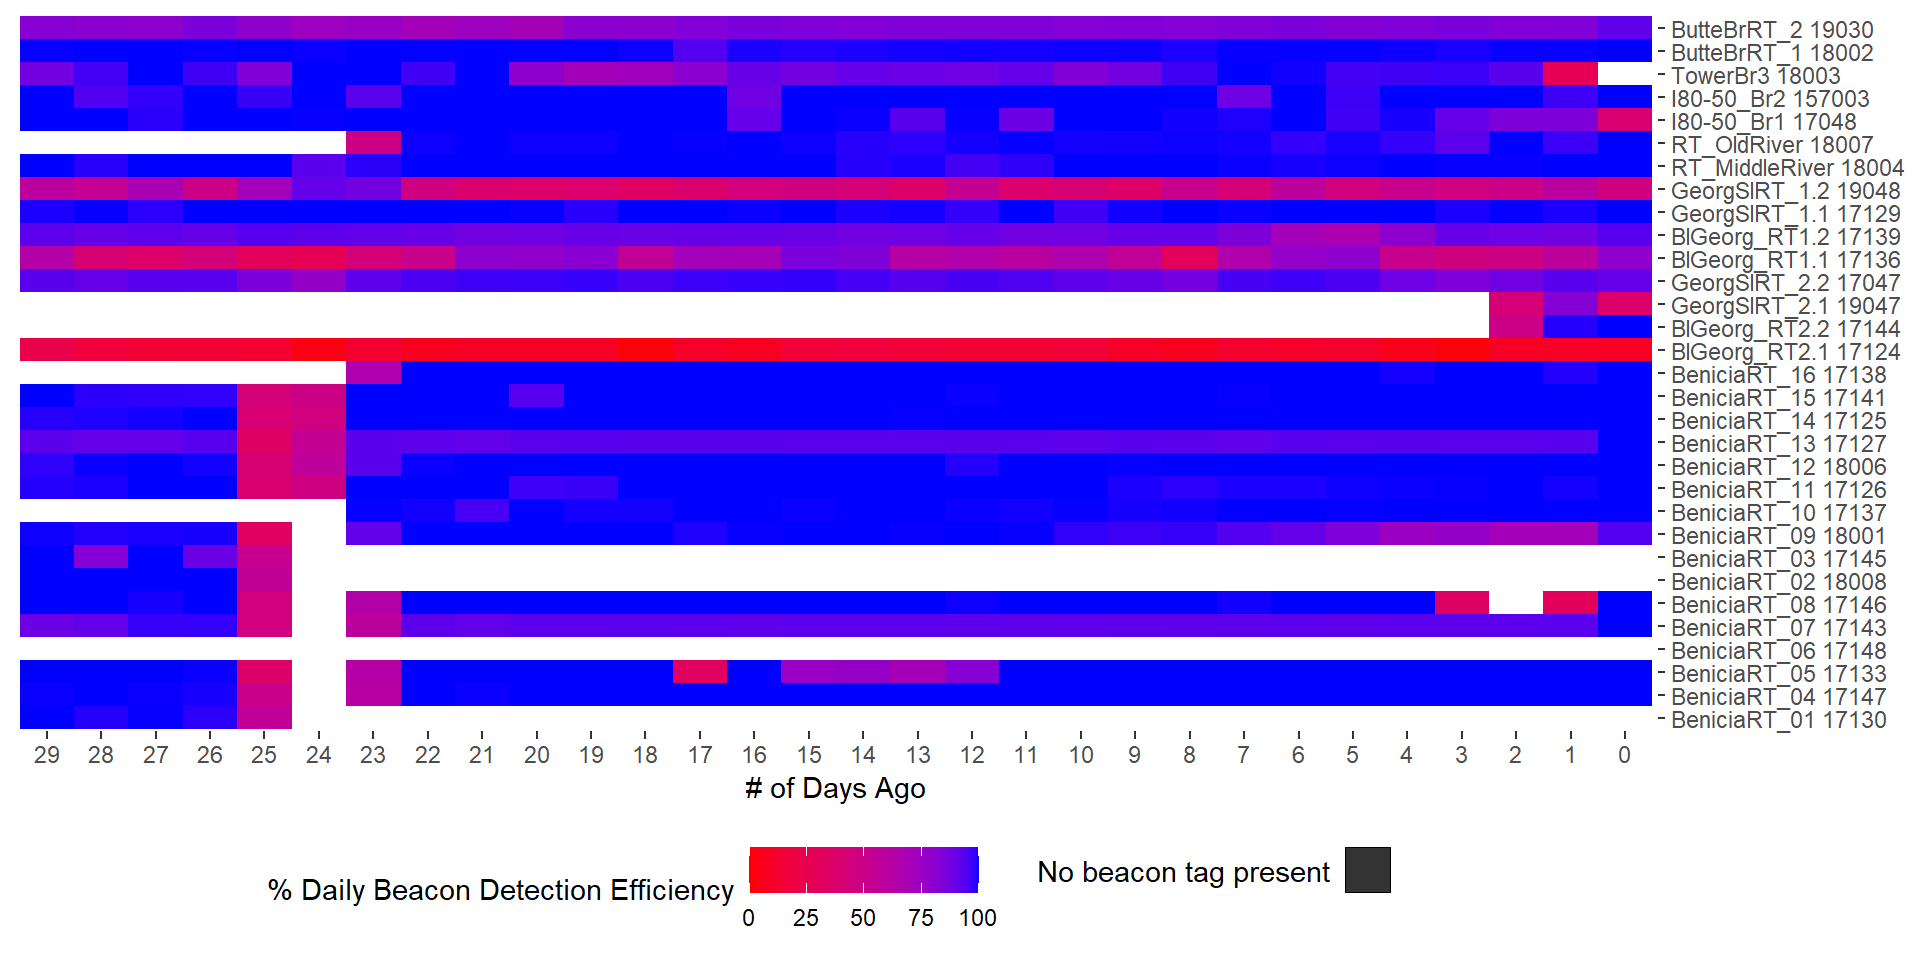 ButteBrRT_2 19030
ButteBrRT_1 18002
TowerBr3 18003
I80-50_Br2 157003
I80-50_Br1 17048
RT_OldRiver 18007
RT_MiddleRiver 18004
GeorgSlRT_1.2 19048
GeorgSlRT_1.1 17129
BlGeorg_RT1.2 17139
BlGeorg_RT1.1 17136
GeorgSlRT_2.2 17047
GeorgSlRT_2.1 19047
BlGeorg_RT2.2 17144
BlGeorg_RT2.1 17124
BeniciaRT_16 17138
BeniciaRT_15 17141
BeniciaRT_14 17125
BeniciaRT_13 17127
BeniciaRT_12 18006
BeniciaRT_11 17126
BeniciaRT_10 17137
BeniciaRT_09 18001
BeniciaRT_03 17145
BeniciaRT_02 18008
BeniciaRT_08 17146
BeniciaRT_07 17143
BeniciaRT_06 17148
BeniciaRT_05 17133
BeniciaRT_04 17147
BeniciaRT_01 17130
29 28 27 26 25 24 23 22 21 20 19 18 17 16 15 14 13 12 11 10 9 8 7 6 5 4 3 2 1 0
# of Days Ago
% Daily Beacon Detection Efficiency
0 25 50 75 100
No beacon tag present